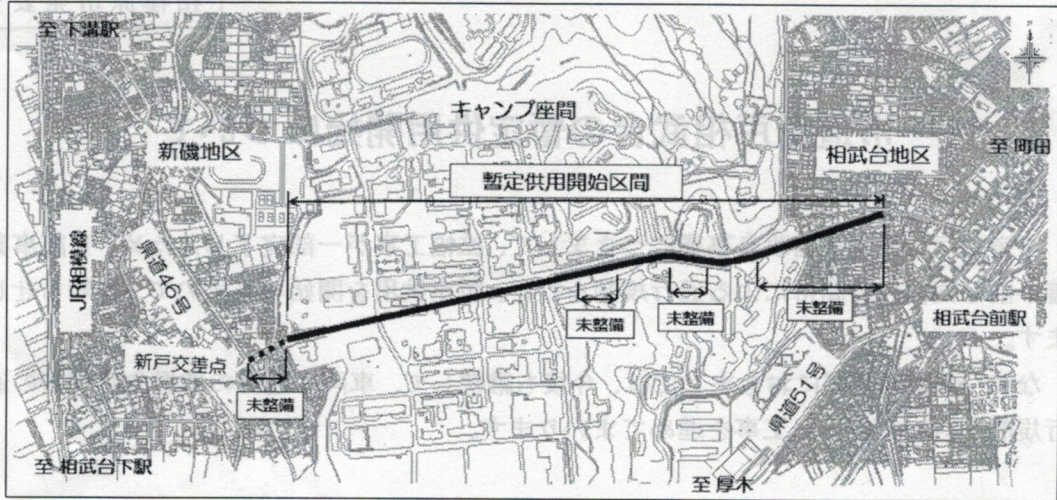 至 下溝駅
キャンプ座間
新磯地区
相武台地区
至 町田
暫定供用開始区間
JR相模線
県道46号
未整備
未整備
未整備
相武台前駅
新戸交差点
未整備
県道51号
至 相武台下駅
至 厚木